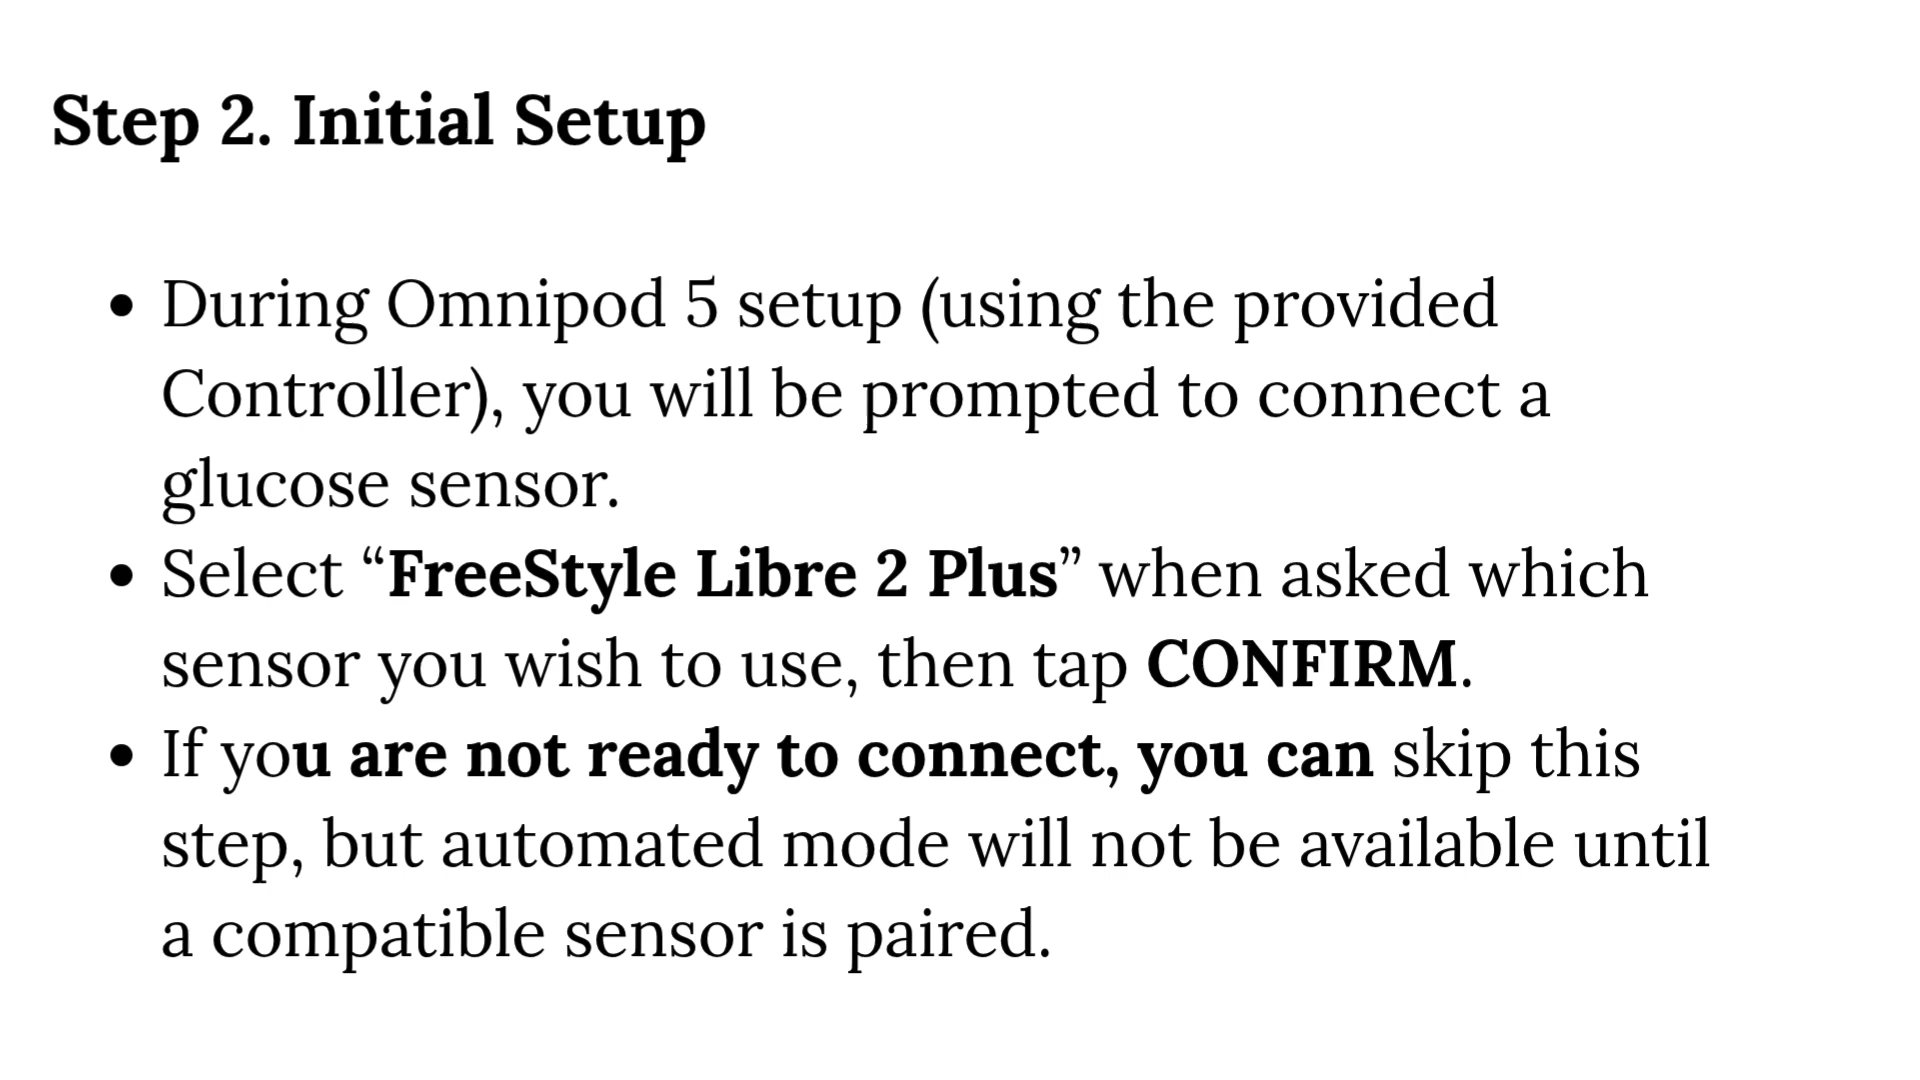 Step 2. Initial Setup
• During Omnipod 5 setup (using the provided
Controller), you will be prompted to connect a
glucose sensor.
• Select “FreeStyle Libre 2 Plus” when asked which
sensor you wish to use, then tap CONFIRM.
• If you are not ready to connect, you can skip this
step, but automated mode will not be available until
a compatible sensor is paired.